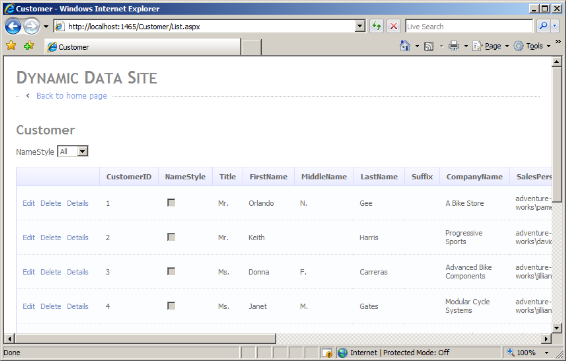 Customer - Windows Internet Explorer
http://localhost:1465/Customer/List.aspx
Live Search
Customer
Page Tools
DYNAMIC DATA SITE
Back to home page
Customer
NameStyle All
CustomerID NameStyle Title FirstName MiddleName LastName Suffix CompanyName SalesPers
Edit Delete Details 1 Mr. Orlando N. Gee A Bike Store adventure-
works\pam
Edit Delete Details 2 Mr. Keith Harris Progressive adventure-
Sports works\david
Edit Delete Details 3 Ms. Donna F. Carreras Advanced Bike adventure-
Components works\jillian
Edit Delete Details 4 Ms. Janet M. Gates Modular Cycle adventure-
Systems works\jillian
Done Internet | Protected Mode: Off 100%